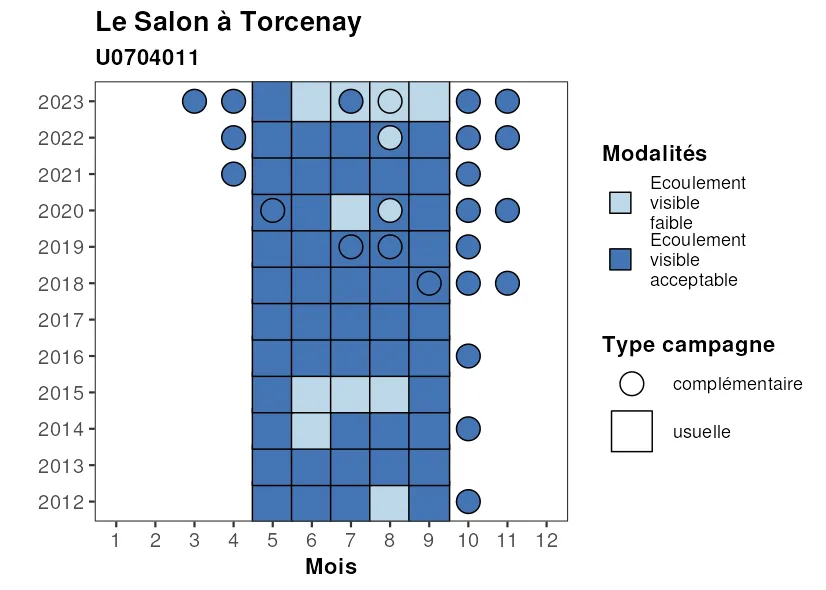 Le Salon à Torcenay
U0704011
2023
2022
2021
2020
2019
2018
2017
2016
2015
2014
2013
2012
1 2 3 4 5 6 7 8 9 10 11 12
Mois
Modalités
Ecoulement
visible
faible
Ecoulement
visible
acceptable
Type campagne
complémentaire
usuelle